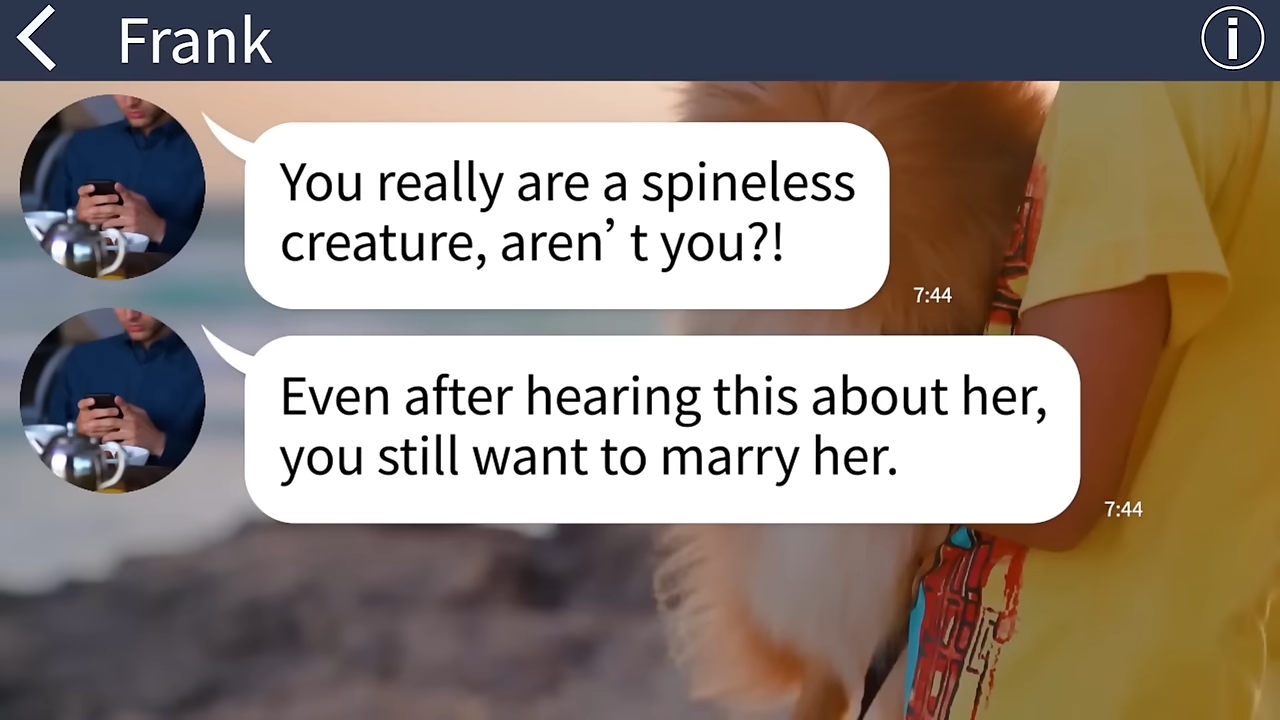 Frank
You really are a spineless
creature, aren’ t you?!
7:44
Even after hearing this about her,
you still want to marry her.
7:44